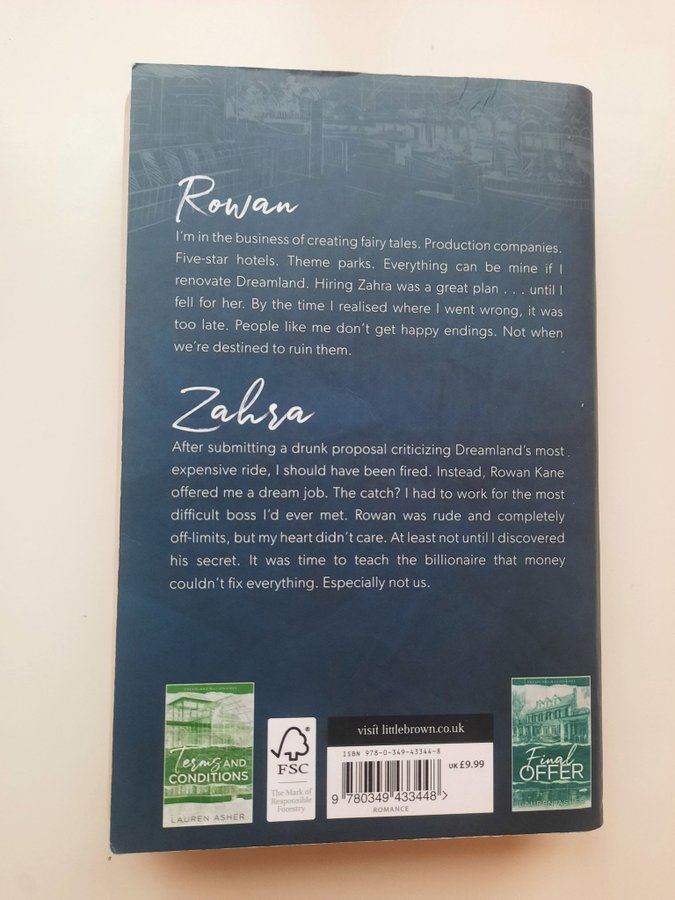 Rowan
I'm in the business of creating fairy tales. Production companies.
Five-star hotels. Theme parks. Everything can be mine if I
renovate Dreamland. Hiring Zahra was a great plan . . . until I
fell for her. By the time I realised where I went wrong, it was
too late. People like me don't get happy endings. Not when
we're destined to ruin them.
Zahra
After submitting a drunk proposal criticizing Dreamland's most
expensive ride, I should have been fired. Instead, Rowan Kane
offered me a dream job. The catch? I had to work for the most
difficult boss I'd ever met. Rowan was rude and completely
off-limits, but my heart didn't care. At least not until I discovered
his secret. It was time to teach the billionaire that money
couldn't fix everything. Especially not us.
Terms AND
CONDITIONS
LAUREN ASHER
FSC
The Mark of
Responsible
Forestry
visit littlebrown.co.uk
ISBN 978-0-349-43344-8
UK £9.99
9 780349 433448 >
ROMANCE
Final
OFFER
LAUREN ASHER